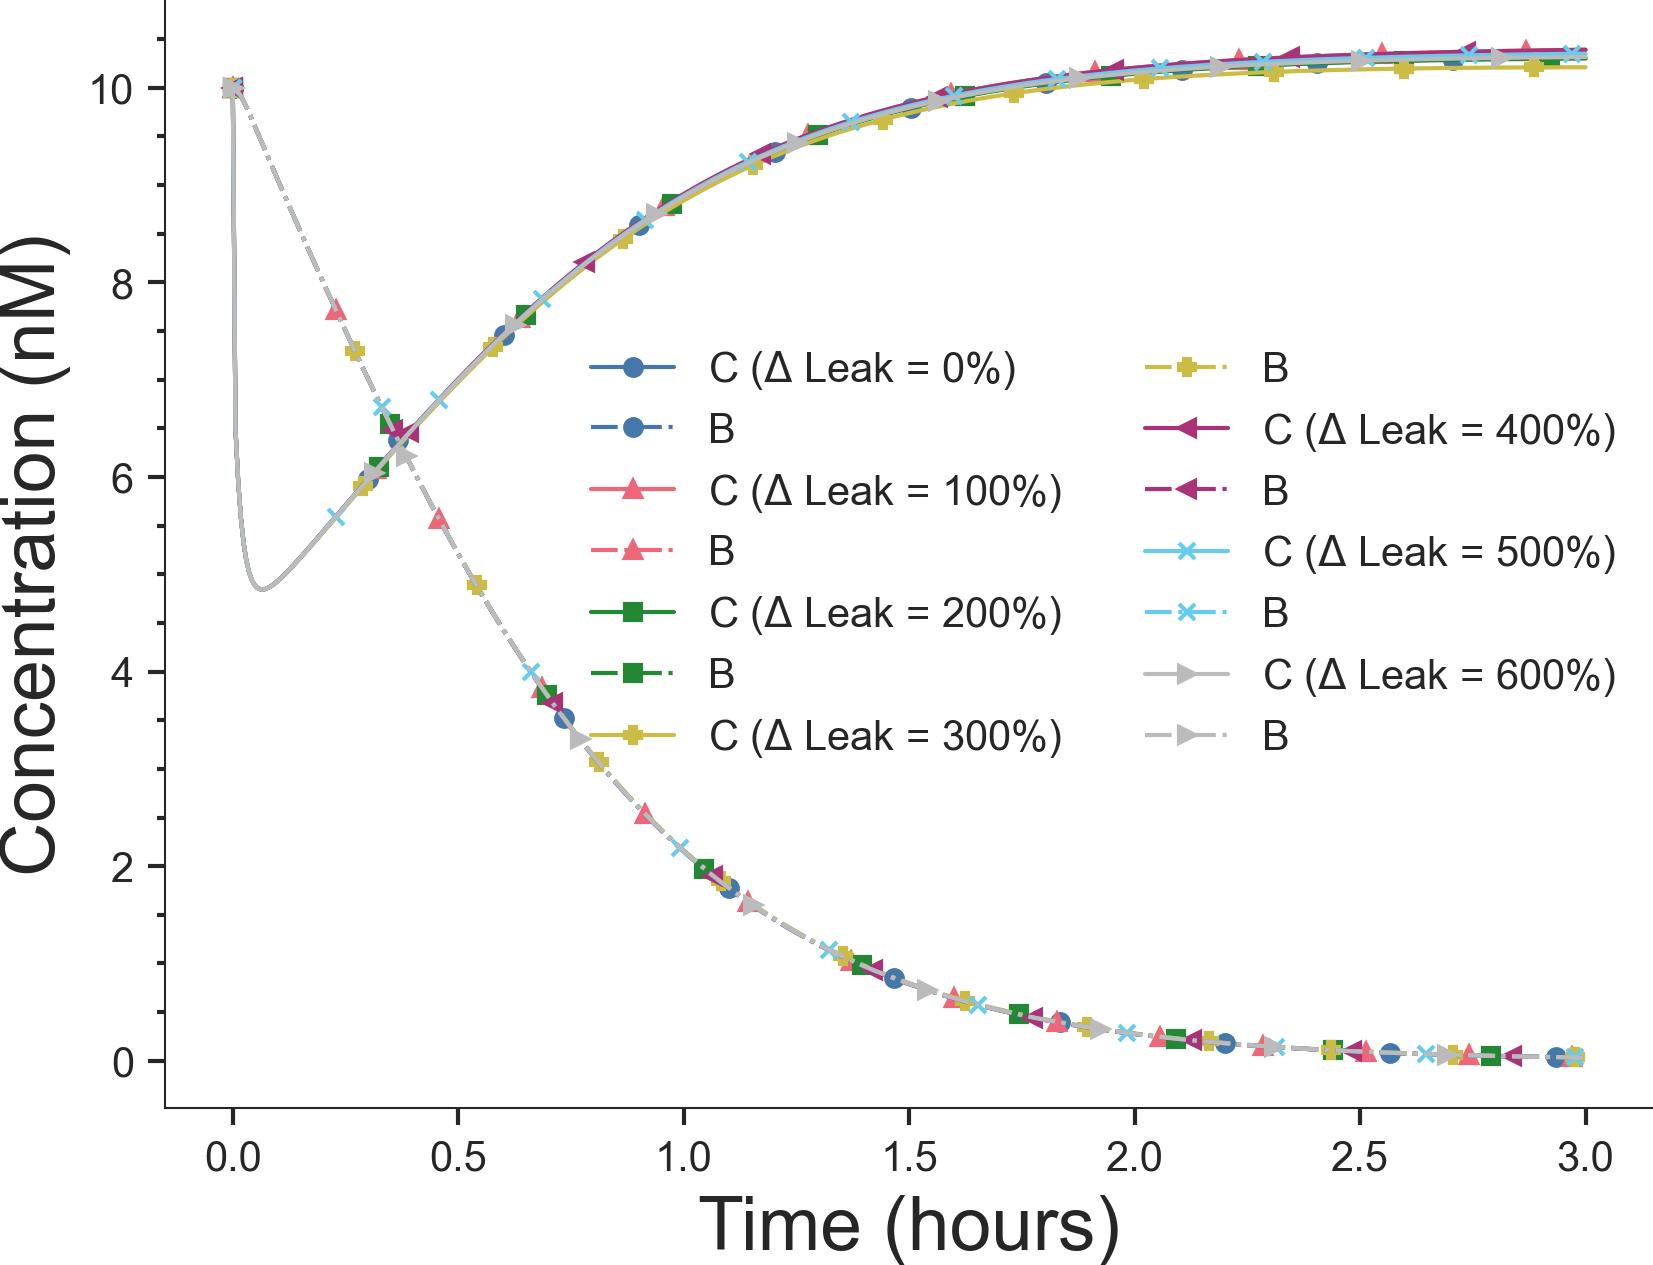 Concentration (nM)
10
8
6
4
2
0
C (Δ Leak = 0%)
B
C (Δ Leak = 100%)
B
C (Δ Leak = 200%)
B
C (Δ Leak = 300%)
B
C (Δ Leak = 400%)
B
C (Δ Leak = 500%)
B
C (Δ Leak = 600%)
B
0.0 0.5 1.0 1.5 2.0 2.5 3.0
Time (hours)